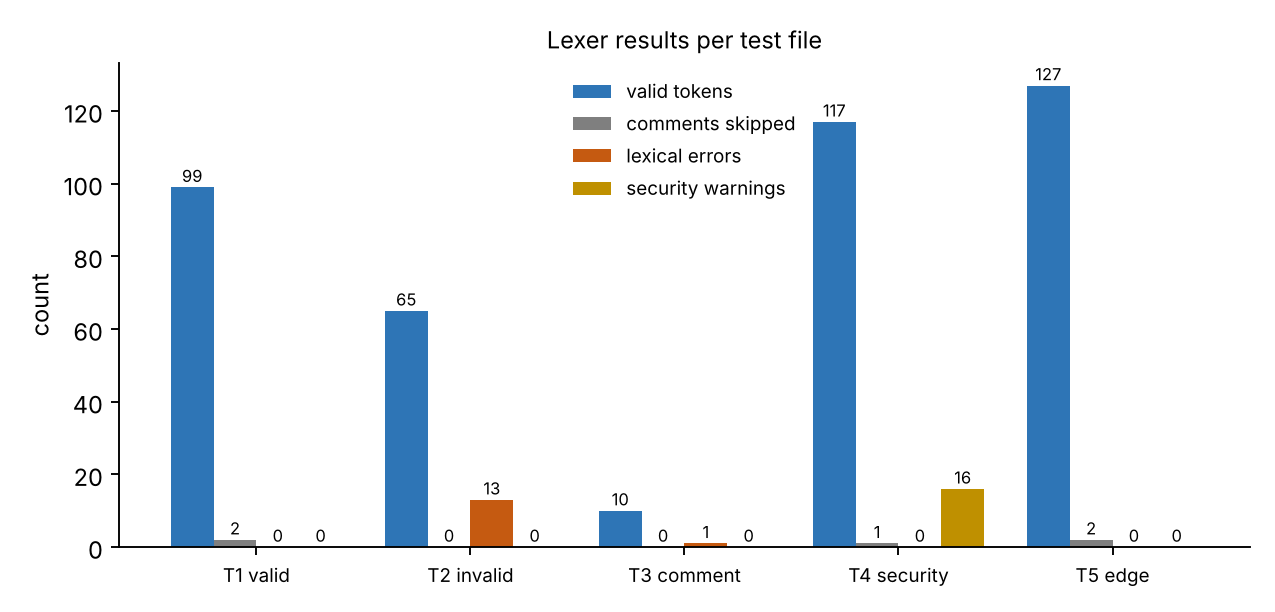 Lexer results per test file
valid tokens
comments skipped
lexical errors
security warnings
count
120
100
80
60
40
20
0
99
2
0
0
65
0
13
0
10
0
1
0
117
1
0
16
127
2
0
0
T1 valid
T2 invalid
T3 comment
T4 security
T5 edge